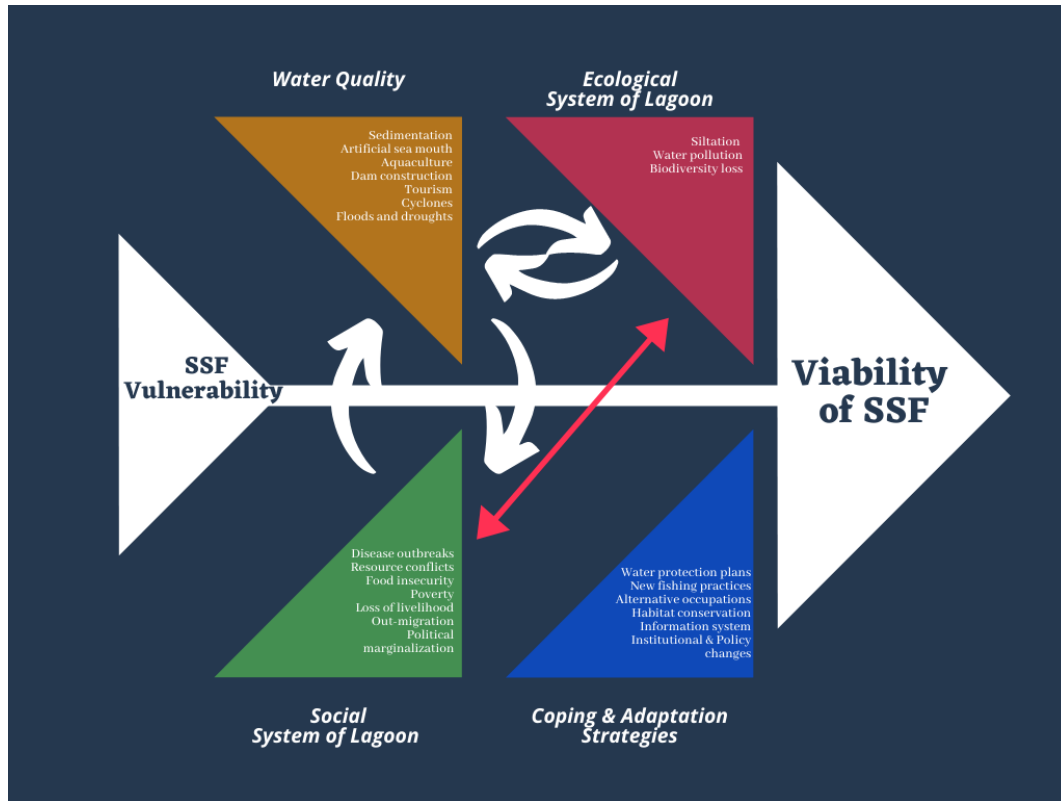 Water Quality
Ecological
System of Lagoon
Sedimentation
Artificial sea mouth
Aquaculture
Dam construction
Tourism
Cyclones
Floods and droughts
Siltation
Water pollution
Biodiversity loss
SSF
Vulnerability
Viability
of SSF
Disease outbreaks
Resource conflicts
Food insecurity
Poverty
Loss of livelihood
Out-migration
Political
marginalization
Water protection plans
New fishing practices
Alternative occupations
Habitat conservation
Information system
Institutional & Policy
changes
Social
System of Lagoon
Coping & Adaptation
Strategies